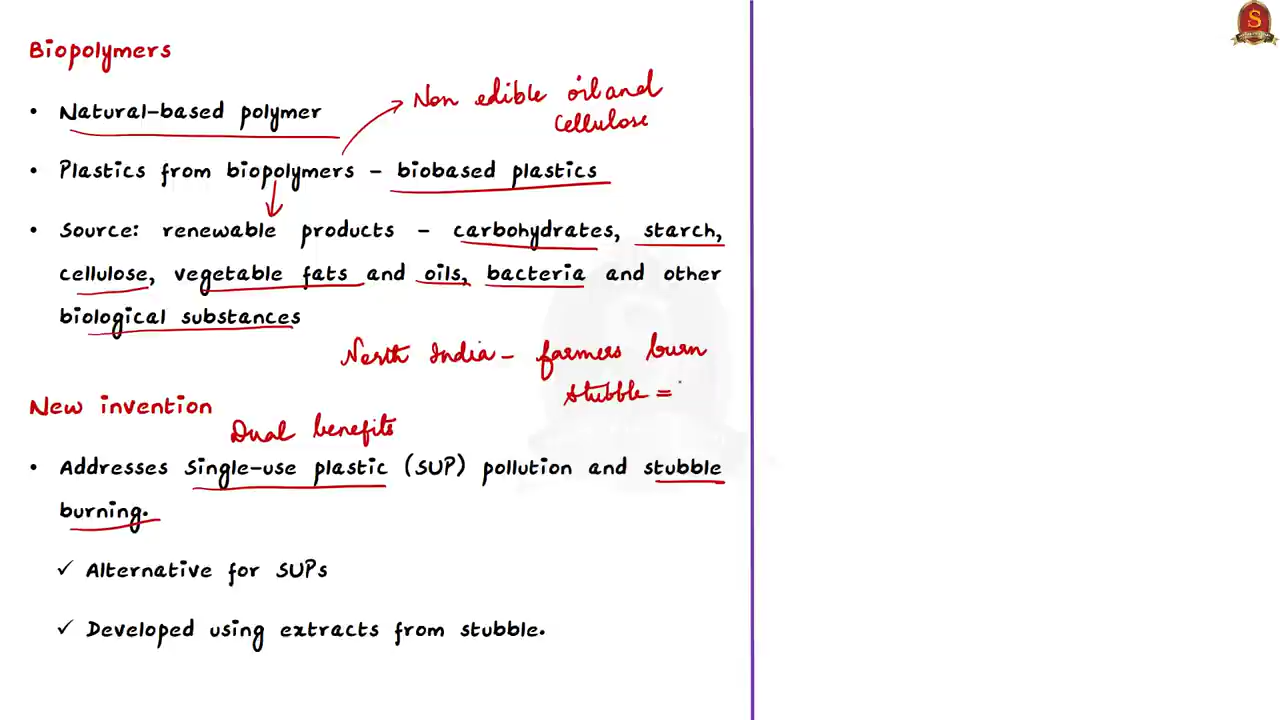 Biopolymers
• Natural-based polymer
Non edible oil and
cellulose
• Plastics from biopolymers – biobased plastics
• Source: renewable products – carbohydrates, starch,
cellulose, vegetable fats and oils, bacteria and other
biological substances
North India – farmers burn
stubble =
New invention
Dual benefits
• Addresses Single-use plastic (SUP) pollution and stubble
burning.
✓ Alternative for SUPs
✓ Developed using extracts from stubble.
S